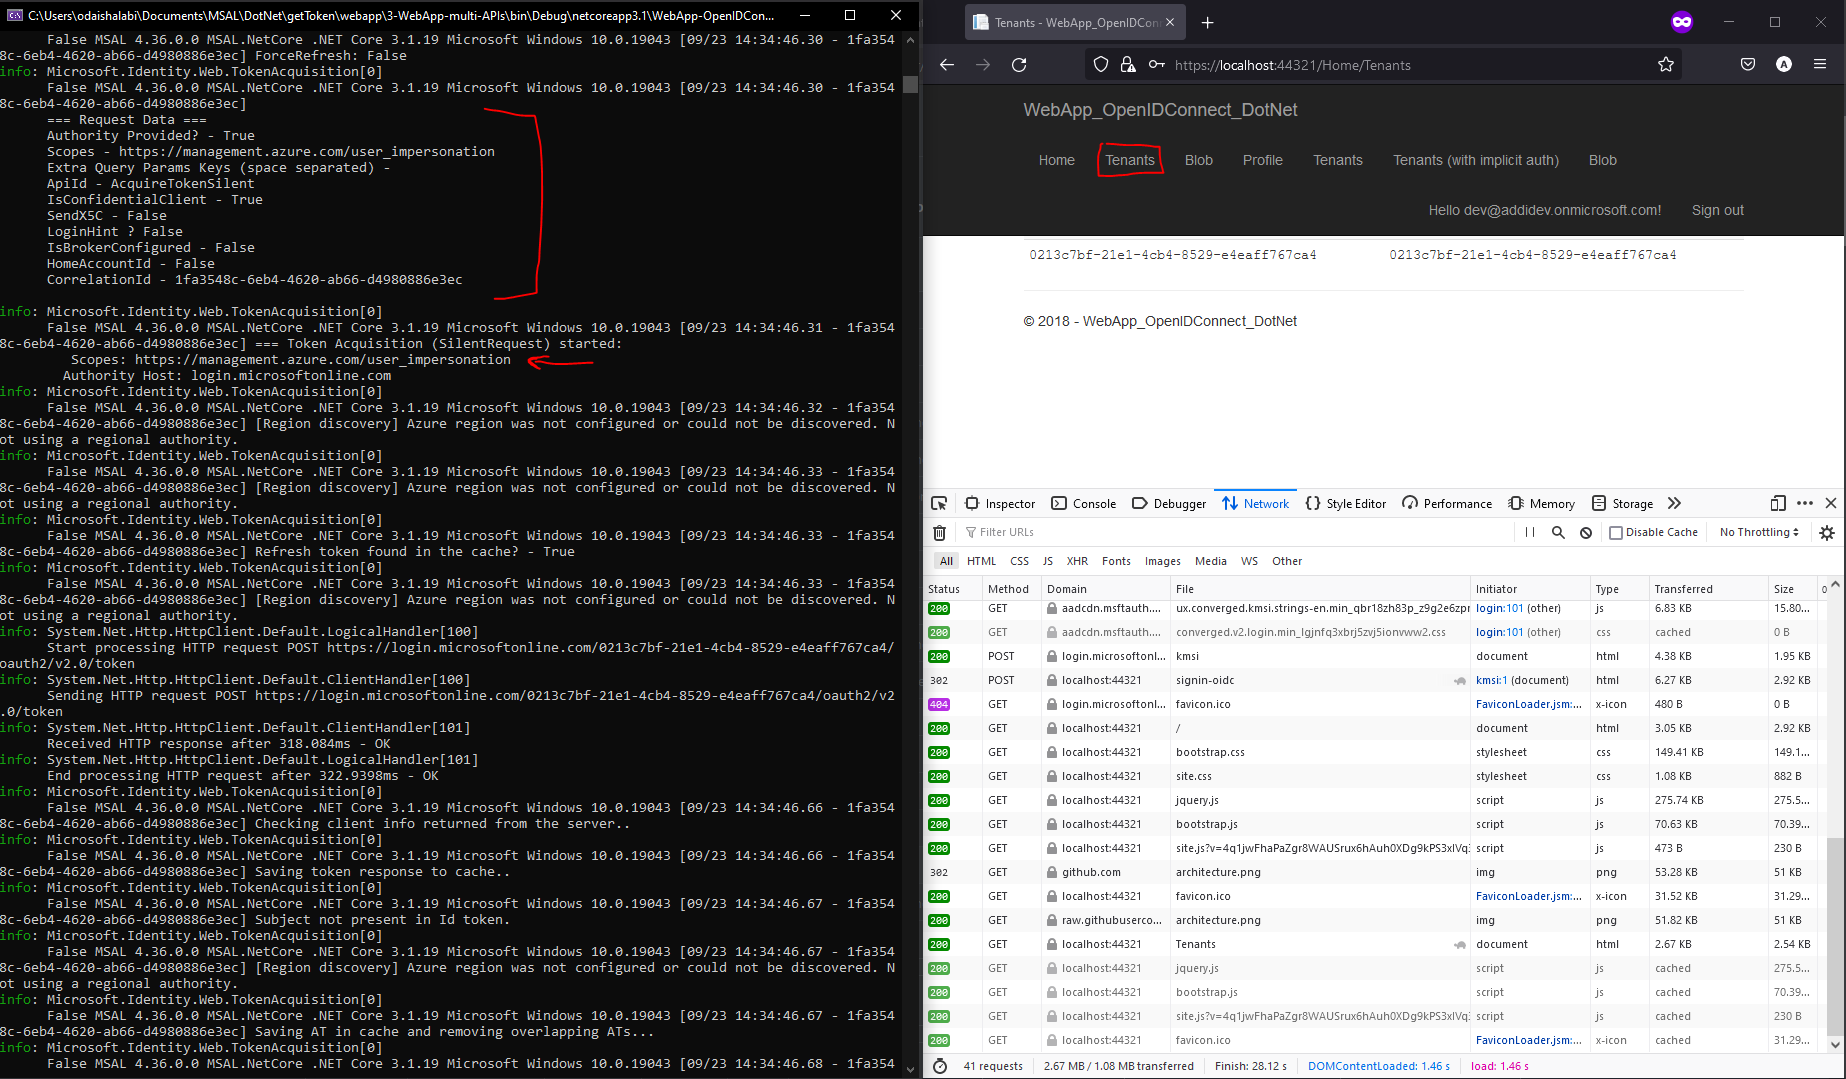 C:\Users\odaishalabi\Documents\MSAL\DotNet\getToken\webapp\3-WebApp-multi-APIs\bin\Debug\netcoreapp3.1\WebApp-OpenIDCon...
False MSAL 4.36.0.0 MSAL.NetCore .NET Core 3.1.19 Microsoft Windows 10.0.19043 [09/23 14:34:46.30 - 1fa354
8c-6eb4-4620-ab66-d4980886e3ec] ForceRefresh: False
info: Microsoft.Identity.Web.TokenAcquisition[0]
False MSAL 4.36.0.0 MSAL.NetCore .NET Core 3.1.19 Microsoft Windows 10.0.19043 [09/23 14:34:46.30 - 1fa354
8c-6eb4-4620-ab66-d4980886e3ec]
=== Request Data ===
Authority Provided? - True
Scopes - https://management.azure.com/user_impersonation
Extra Query Params Keys (space separated) -
ApiId - AcquireTokenSilent
IsConfidentialClient - True
SendX5C - False
LoginHint ? False
IsBrokerConfigured - False
HomeAccountId - False
CorrelationId - 1fa3548c-6eb4-4620-ab66-d4980886e3ec
info: Microsoft.Identity.Web.TokenAcquisition[0]
False MSAL 4.36.0.0 MSAL.NetCore .NET Core 3.1.19 Microsoft Windows 10.0.19043 [09/23 14:34:46.31 - 1fa354
8c-6eb4-4620-ab66-d4980886e3ec] === Token Acquisition (SilentRequest) started:
Scopes: https://management.azure.com/user_impersonation
Authority Host: login.microsoftonline.com
info: Microsoft.Identity.Web.TokenAcquisition[0]
False MSAL 4.36.0.0 MSAL.NetCore .NET Core 3.1.19 Microsoft Windows 10.0.19043 [09/23 14:34:46.32 - 1fa354
8c-6eb4-4620-ab66-d4980886e3ec] [Region discovery] Azure region was not configured or could not be discovered. N
ot using a regional authority.
info: Microsoft.Identity.Web.TokenAcquisition[0]
False MSAL 4.36.0.0 MSAL.NetCore .NET Core 3.1.19 Microsoft Windows 10.0.19043 [09/23 14:34:46.33 - 1fa354
8c-6eb4-4620-ab66-d4980886e3ec] [Region discovery] Azure region was not configured or could not be discovered. N
ot using a regional authority.
info: Microsoft.Identity.Web.TokenAcquisition[0]
False MSAL 4.36.0.0 MSAL.NetCore .NET Core 3.1.19 Microsoft Windows 10.0.19043 [09/23 14:34:46.33 - 1fa354
8c-6eb4-4620-ab66-d4980886e3ec] Refresh token found in the cache? - True
info: Microsoft.Identity.Web.TokenAcquisition[0]
False MSAL 4.36.0.0 MSAL.NetCore .NET Core 3.1.19 Microsoft Windows 10.0.19043 [09/23 14:34:46.33 - 1fa354
8c-6eb4-4620-ab66-d4980886e3ec] [Region discovery] Azure region was not configured or could not be discovered. N
ot using a regional authority.
info: System.Net.Http.HttpClient.Default.LogicalHandler[100]
Start processing HTTP request POST https://login.microsoftonline.com/0213c7bf-21e1-4cb4-8529-e4eaff767ca4/
oauth2/v2.0/token
info: System.Net.Http.HttpClient.Default.ClientHandler[100]
Sending HTTP request POST https://login.microsoftonline.com/0213c7bf-21e1-4cb4-8529-e4eaff767ca4/oauth2/v2
.0/token
info: System.Net.Http.HttpClient.Default.ClientHandler[101]
Received HTTP response after 318.084ms - OK
info: System.Net.Http.HttpClient.Default.LogicalHandler[101]
End processing HTTP request after 322.9398ms - OK
info: Microsoft.Identity.Web.TokenAcquisition[0]
False MSAL 4.36.0.0 MSAL.NetCore .NET Core 3.1.19 Microsoft Windows 10.0.19043 [09/23 14:34:46.66 - 1fa354
8c-6eb4-4620-ab66-d4980886e3ec] Checking client info returned from the server..
info: Microsoft.Identity.Web.TokenAcquisition[0]
False MSAL 4.36.0.0 MSAL.NetCore .NET Core 3.1.19 Microsoft Windows 10.0.19043 [09/23 14:34:46.66 - 1fa354
8c-6eb4-4620-ab66-d4980886e3ec] Saving token response to cache..
info: Microsoft.Identity.Web.TokenAcquisition[0]
False MSAL 4.36.0.0 MSAL.NetCore .NET Core 3.1.19 Microsoft Windows 10.0.19043 [09/23 14:34:46.67 - 1fa354
8c-6eb4-4620-ab66-d4980886e3ec] Subject not present in Id token.
info: Microsoft.Identity.Web.TokenAcquisition[0]
False MSAL 4.36.0.0 MSAL.NetCore .NET Core 3.1.19 Microsoft Windows 10.0.19043 [09/23 14:34:46.67 - 1fa354
8c-6eb4-4620-ab66-d4980886e3ec] [Region discovery] Azure region was not configured or could not be discovered. N
ot using a regional authority.
info: Microsoft.Identity.Web.TokenAcquisition[0]
False MSAL 4.36.0.0 MSAL.NetCore .NET Core 3.1.19 Microsoft Windows 10.0.19043 [09/23 14:34:46.67 - 1fa354
8c-6eb4-4620-ab66-d4980886e3ec] Saving AT in cache and removing overlapping ATs...
info: Microsoft.Identity.Web.TokenAcquisition[0]
False MSAL 4.36.0.0 MSAL.NetCore .NET Core 3.1.19 Microsoft Windows 10.0.19043 [09/23 14:34:46.68 - 1fa354
Tenants - WebApp_OpenIDConn
https://localhost:44321/Home/Tenants
A
WebApp_OpenIDConnect_DotNet
Home Tenants Blob Profile Tenants Tenants (with implicit auth) Blob
Hello dev@addidev.onmicrosoft.com! Sign out
0213c7bf-21e1-4cb4-8529-e4eaff767ca4 0213c7bf-21e1-4cb4-8529-e4eaff767ca4
© 2018 - WebApp_OpenIDConnect_DotNet
Inspector Console Debugger Network Style Editor Performance Memory Storage
Filter URLs Disable Cache No Throttling
All HTML CSS JS XHR Fonts Images Media WS Other
Status Method Domain File Initiator Type Transferred Size 0
200 GET aadcdn.msftauth.... ux.converged.kmsi.strings-en.min_qbr18zh83p_z9g2e6zpr login:101 (other) js 6.83 KB 15.80...
200 GET aadcdn.msftauth.... converged.v2.login.min_lgjnfq3xbrj5zvj5ionvww2.css login:101 (other) css cached 0 B
200 POST login.microsoftonl... kmsi document html 4.38 KB 1.95 KB
302 POST localhost:44321 signin-oidc kmsi:1 (document) html 6.27 KB 2.92 KB
404 GET login.microsoftonl... favicon.ico FaviconLoader.jsm:... x-icon 480 B 0 B
200 GET localhost:44321 / document html 3.05 KB 2.92 KB
200 GET localhost:44321 bootstrap.css stylesheet css 149.41 KB 149.1...
200 GET localhost:44321 site.css stylesheet css 1.08 KB 882 B
200 GET localhost:44321 jquery.js script js 275.74 KB 275.5...
200 GET localhost:44321 bootstrap.js script js 70.63 KB 70.39...
200 GET localhost:44321 site.js?v=4q1jwFhaPaZgr8WAUSrux6hAuh0XDg9kPS3xIVq3 script js 473 B 230 B
302 GET github.com architecture.png img png 53.28 KB 51 KB
200 GET localhost:44321 favicon.ico FaviconLoader.jsm:... x-icon 31.52 KB 31.29...
200 GET raw.githubuserco... architecture.png img png 51.82 KB 51 KB
200 GET localhost:44321 Tenants document html 2.67 KB 2.54 KB
200 GET localhost:44321 jquery.js script js cached 275.5...
200 GET localhost:44321 bootstrap.js script js cached 70.39...
200 GET localhost:44321 site.js?v=4q1jwFhaPaZgr8WAUSrux6hAuh0XDg9kPS3xIVq3 script js cached 230 B
200 GET localhost:44321 favicon.ico FaviconLoader.jsm:... x-icon cached 31.29...
41 requests 2.67 MB / 1.08 MB transferred Finish: 28.12 s DOMContentLoaded: 1.46 s load: 1.46 s